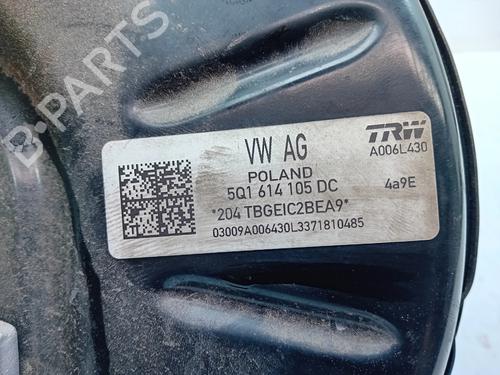 B-PARTS
VW AG
TRW
A006L430
POLAND
5Q1 614 105 DC
4a9E
*204 TBGEIC2BEA9*
03009A006430L3371810485